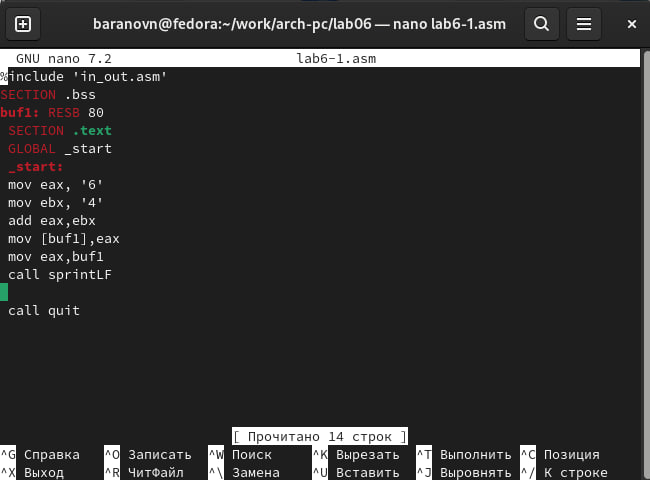 baranovn@fedora:~/work/arch-pc/lab06 — nano lab6-1.asm
GNU nano 7.2 lab6-1.asm
%include 'in_out.asm'
SECTION .bss
buf1: RESB 80
SECTION .text
GLOBAL _start
_start:
mov eax, '6'
mov ebx, '4'
add eax,ebx
mov [buf1],eax
mov eax,buf1
call sprintLF
call quit
[ Прочитано 14 строк ]
^G Справка ^O Записать ^W Поиск ^K Вырезать ^T Выполнить ^C Позиция
^X Выход ^R ЧитФайл ^\ Замена ^U Вставить ^J Выровнять ^/ К строке